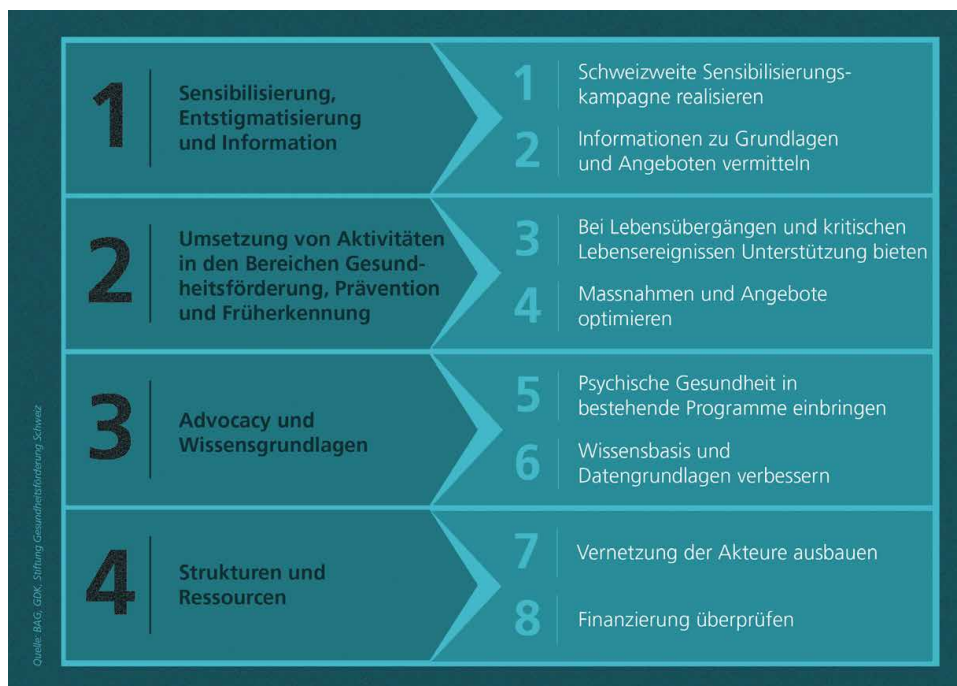 1
Sensibilisierung,
Entstigmatisierung
und Information
1
Schweizweite Sensibilisierungs-
kampagne realisieren
2
Informationen zu Grundlagen
und Angeboten vermitteln
2
Umsetzung von Aktivitäten
in den Bereichen Gesund-
heitsförderung, Prävention
und Früherkennung
3
Bei Lebensübergängen und kritischen
Lebensereignissen Unterstützung bieten
4
Massnahmen und Angebote
optimieren
3
Advocacy und
Wissensgrundlagen
5
Psychische Gesundheit in
bestehende Programme einbringen
6
Wissensbasis und
Datengrundlagen verbessern
4
Strukturen und
Ressourcen
7
Vernetzung der Akteure ausbauen
8
Finanzierung überprüfen
Quelle: BAG, GDK, Stiftung Gesundheitsförderung Schweiz